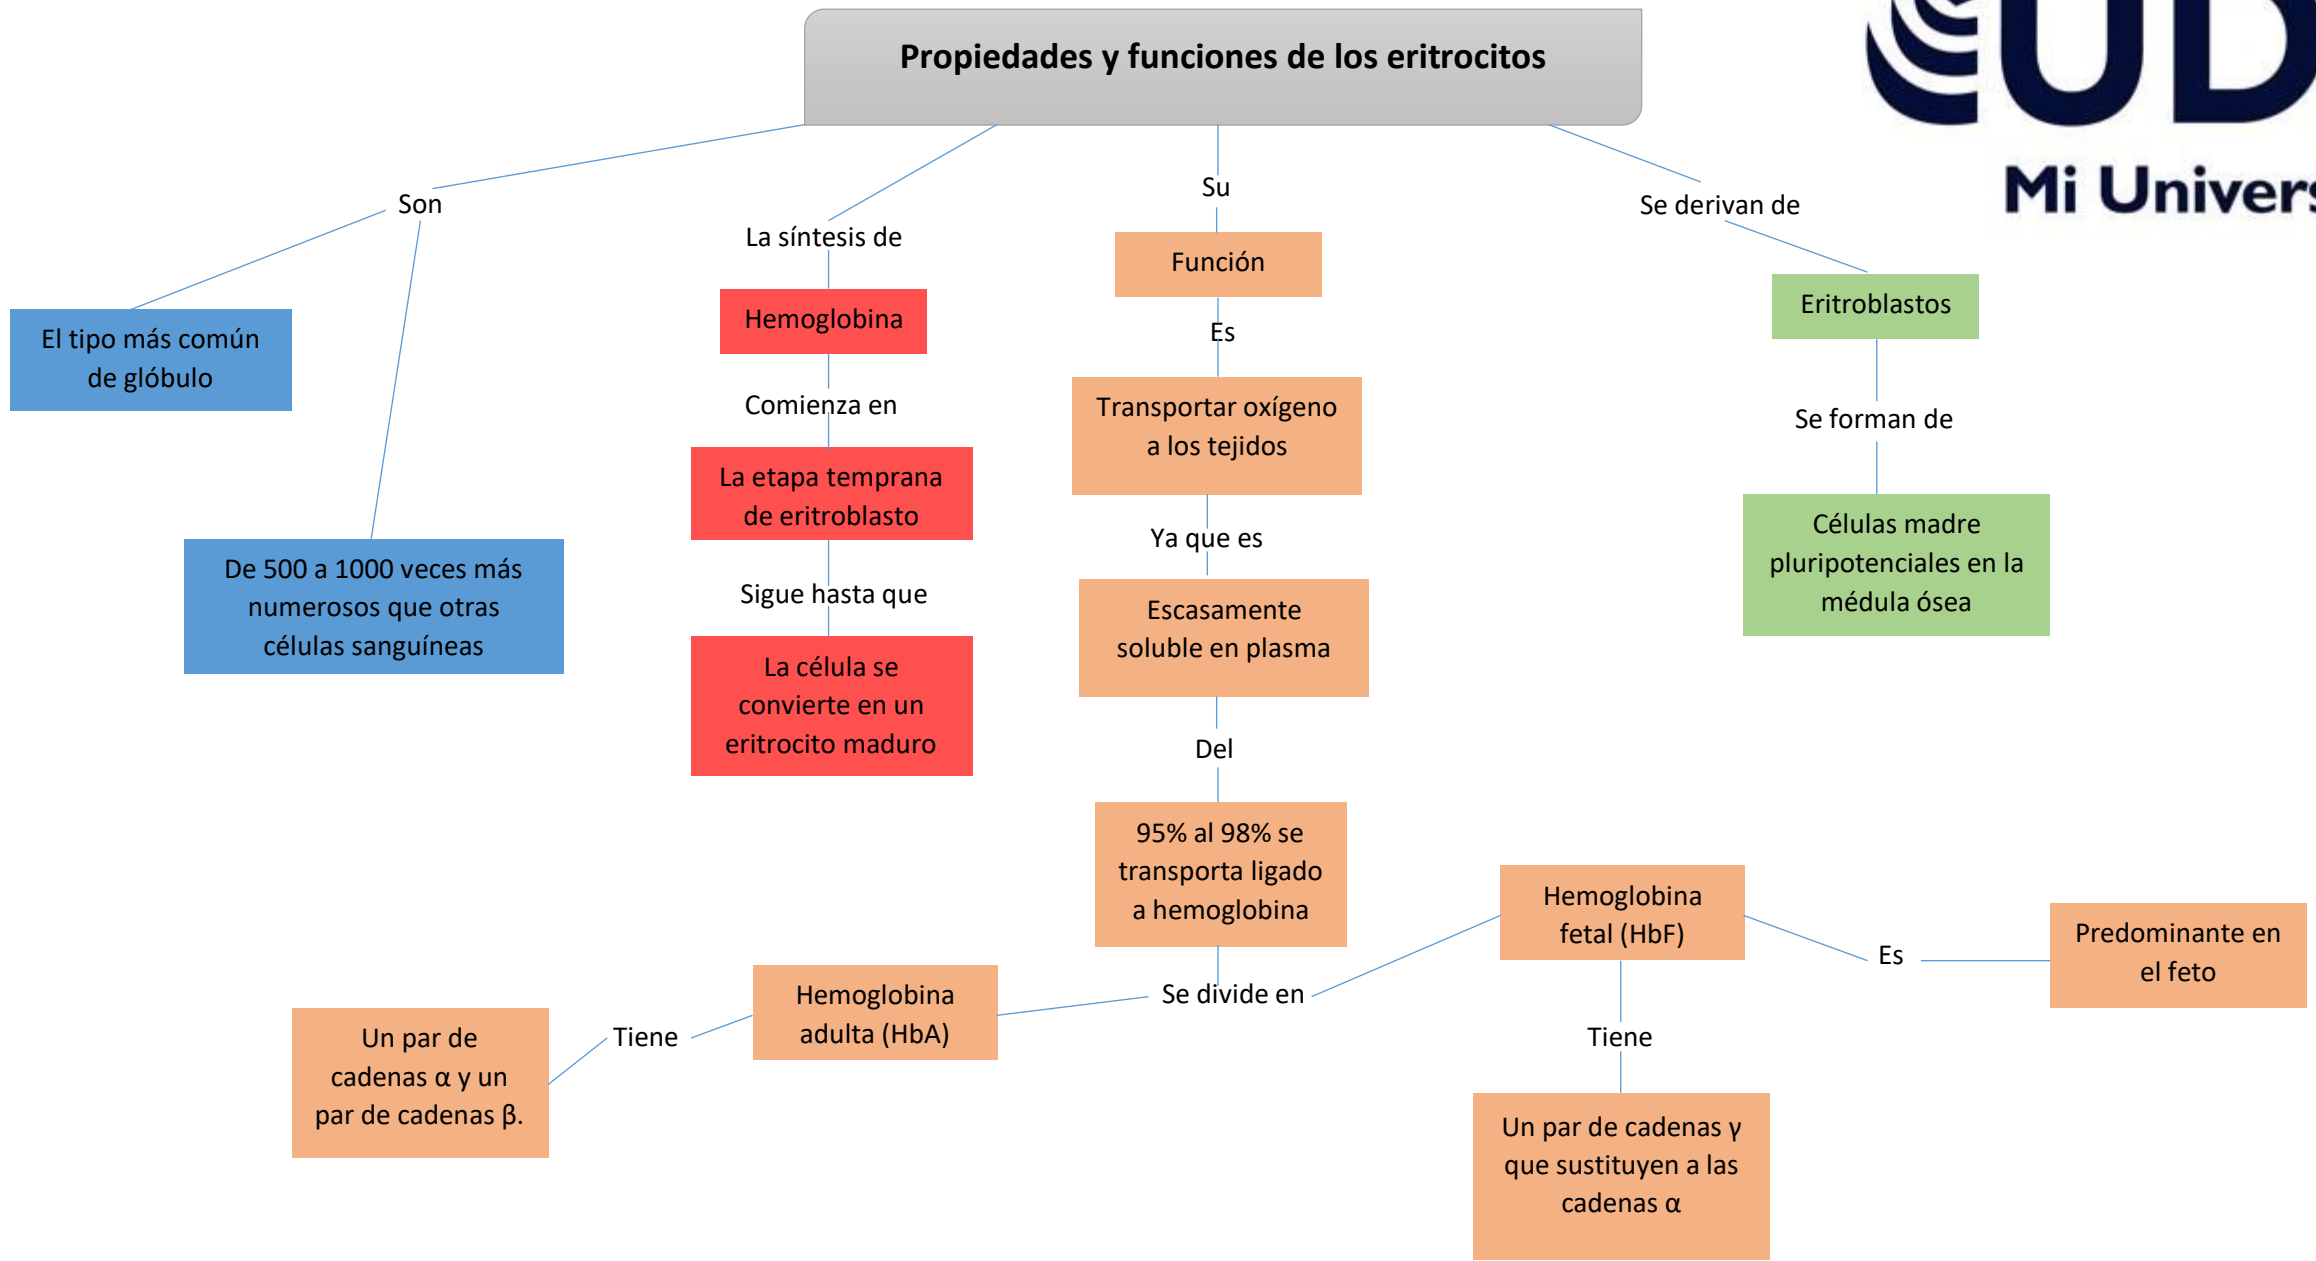 Propiedades y funciones de los eritrocitos
UD
Mi Univers
Son
El tipo más común
de glóbulo
De 500 a 1000 veces más
numerosos que otras
células sanguíneas
La síntesis de
Hemoglobina
Comienza en
La etapa temprana
de eritroblasto
Sigue hasta que
La célula se
convierte en un
eritrocito maduro
Su
Función
Es
Transportar oxígeno
a los tejidos
Ya que es
Escasamente
soluble en plasma
Del
95% al 98% se
transporta ligado
a hemoglobina
Se divide en
Hemoglobina
adulta (HbA)
Tiene
Un par de
cadenas α y un
par de cadenas β.
Hemoglobina
fetal (HbF)
Es
Predominante en
el feto
Tiene
Un par de cadenas γ
que sustituyen a las
cadenas α
Se derivan de
Eritroblastos
Se forman de
Células madre
pluripotenciales en la
médula ósea